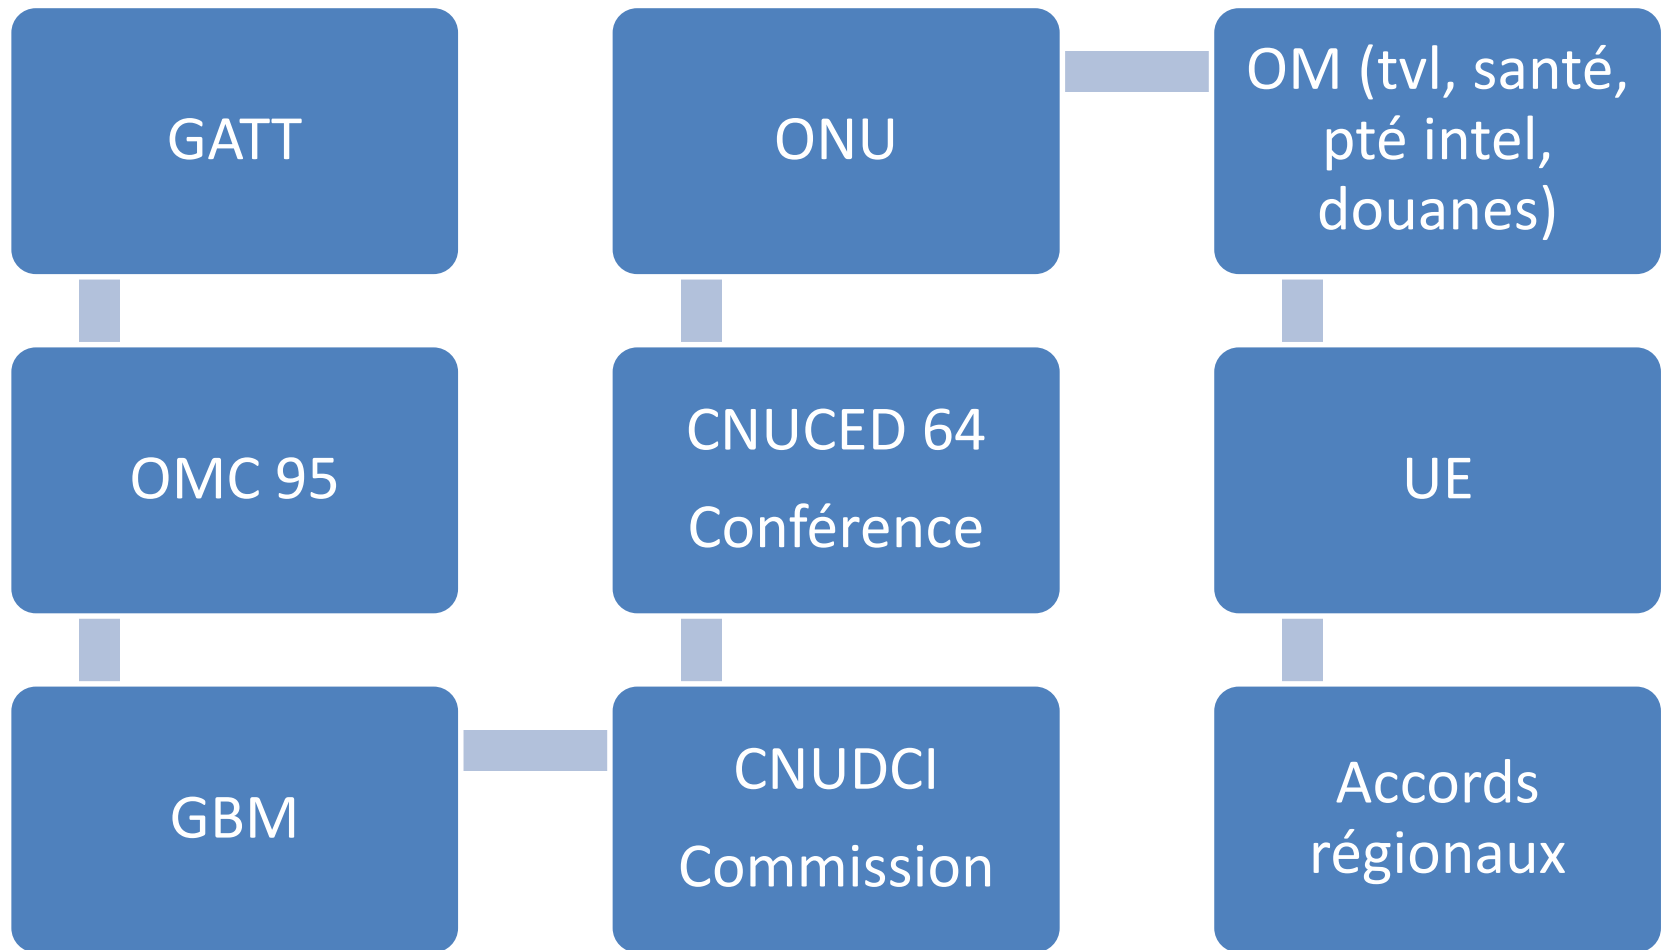 GATT
OMC 95
GBM
CNUDCI
Commission
CNUCED 64
Conférence
ONU
OM (tvl, santé,
pté intel,
douanes)
UE
Accords
régionaux